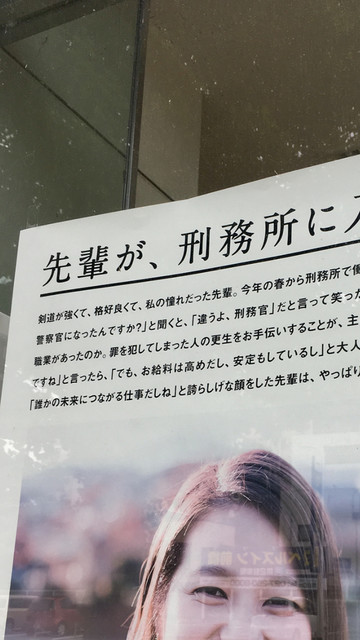 先輩が、刑務所に入
剣道が強くて、格好良くて、私の憧れだった先輩。今年の春から刑務所で働
警察官になったんですか？」と聞くと、「違うよ、刑務官」だと言って笑った
職業があったのか。罪を犯してしまった人の更生をお手伝いすることが、主
ですね」と言ったら、「でも、お給料は高めだし、安定もしているし」と大人
「誰かの未来につながる仕事だしね」と誇らしげな顔をした先輩は、やっぱり